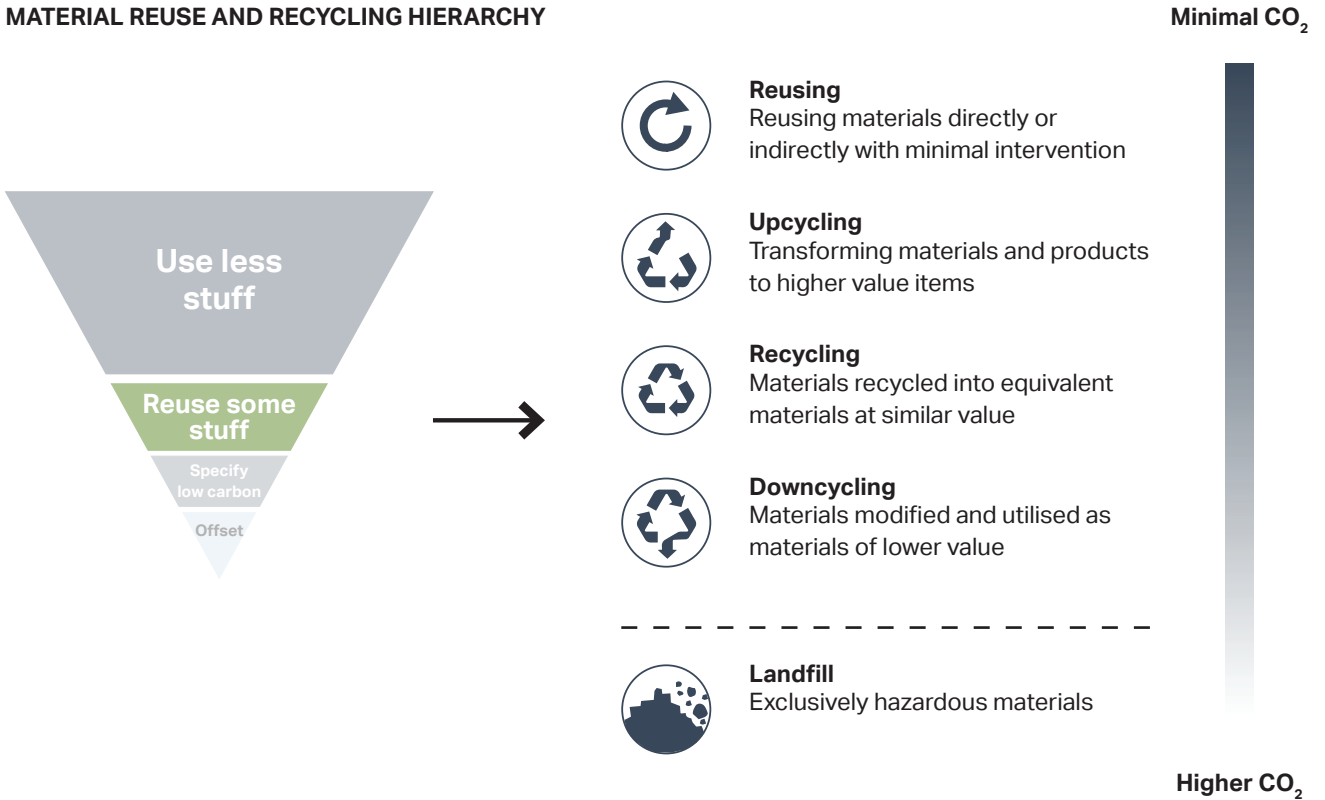 MATERIAL REUSE AND RECYCLING HIERARCHY
Minimal CO₂
Use less
stuff
Reuse some
stuff
Specify
low carbon
Offset
Reusing
Reusing materials directly or
indirectly with minimal intervention
Upcycling
Transforming materials and products
to higher value items
Recycling
Materials recycled into equivalent
materials at similar value
Downcycling
Materials modified and utilised as
materials of lower value
Landfill
Exclusively hazardous materials
Higher CO₂